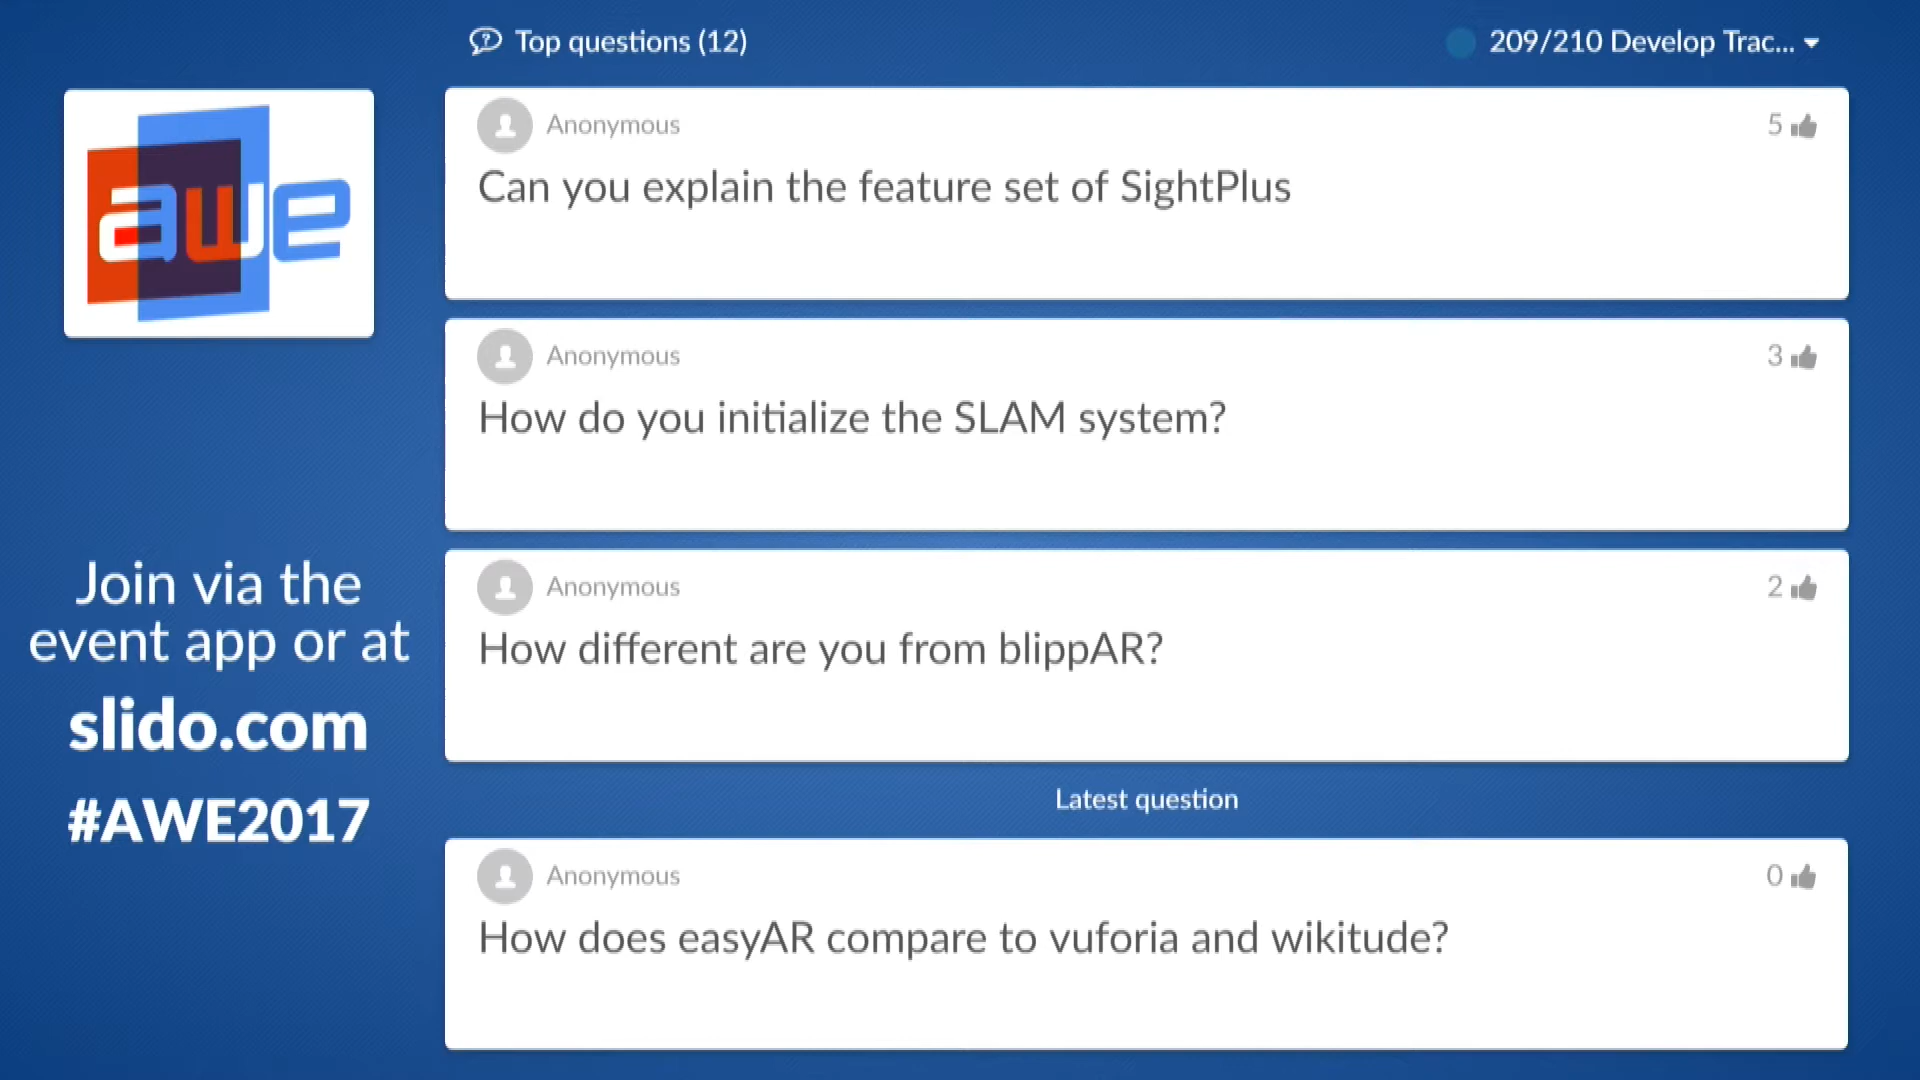 Top questions (12)
209/210 Develop Trac...
awe
Anonymous
5
Can you explain the feature set of SightPlus
Anonymous
3
How do you initialize the SLAM system?
Anonymous
2
How different are you from blippAR?
Join via the
event app or at
slido.com
#AWE2017
Latest question
Anonymous
0
How does easyAR compare to vuforia and wikitude?